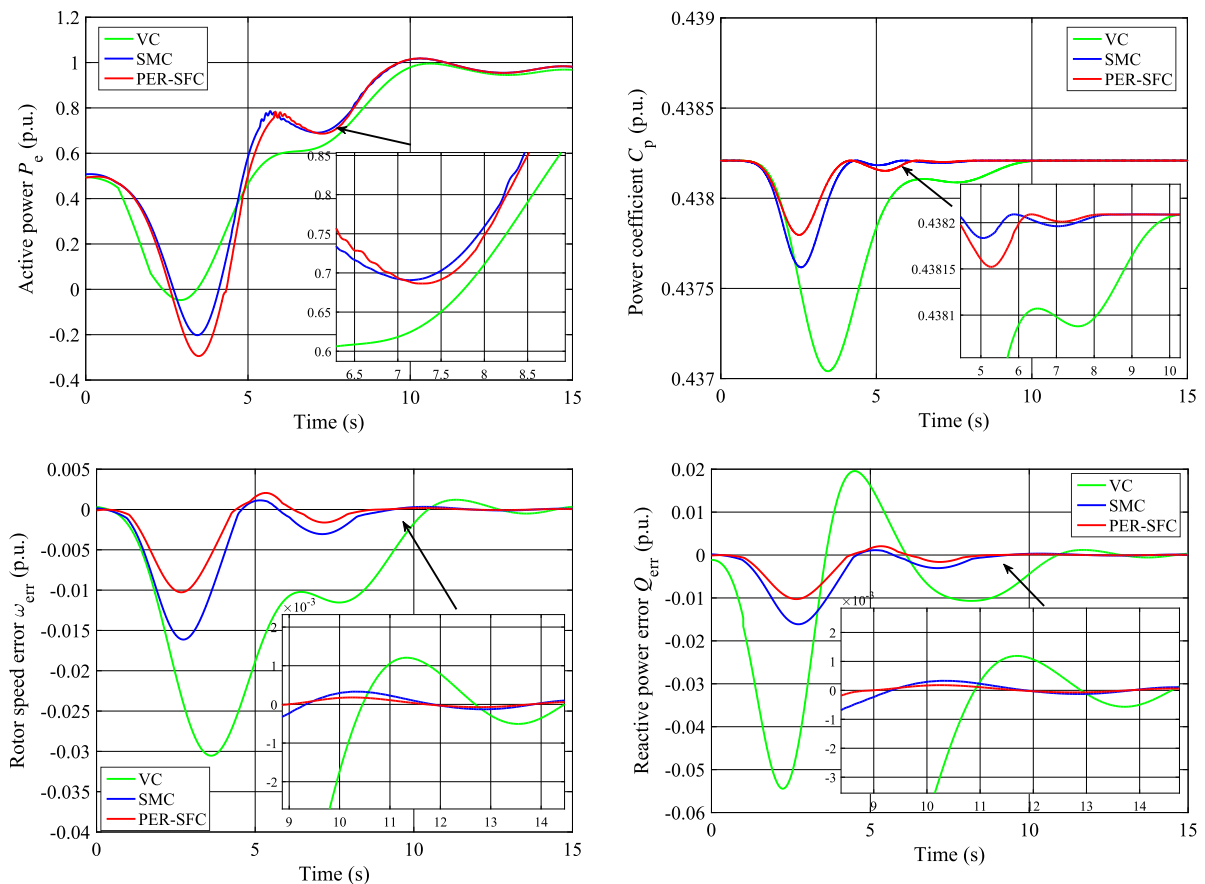 1.2
1
0.8
0.6
0.4
0.2
0
-0.2
-0.4
Active power Pe (p.u.)
VC
SMC
PER-SFC
0.85
0.8
0.75
0.7
0.65
0.6
6.5 7 7.5 8 8.5
0 5 10 15
Time (s)
0.439
0.4385
0.438
0.4375
0.437
Power coefficient Cp (p.u.)
VC
SMC
PER-SFC
0.4382
0.43815
0.4381
5 6 7 8 9 10
0 5 10 15
Time (s)
0.005
0
-0.005
-0.01
-0.015
-0.02
-0.025
-0.03
-0.035
-0.04
Rotor speed error ωerr (p.u.)
×10-3
2
1
0
-1
-2
9 10 11 12 13 14
VC
SMC
PER-SFC
0 5 10 15
Time (s)
0.02
0.01
0
-0.01
-0.02
-0.03
-0.04
-0.05
-0.06
Reactive power error Qerr (p.u.)
VC
SMC
PER-SFC
×10-3
2
1
0
-1
-2
-3
9 10 11 12 13 14
0 5 10 15
Time (s)